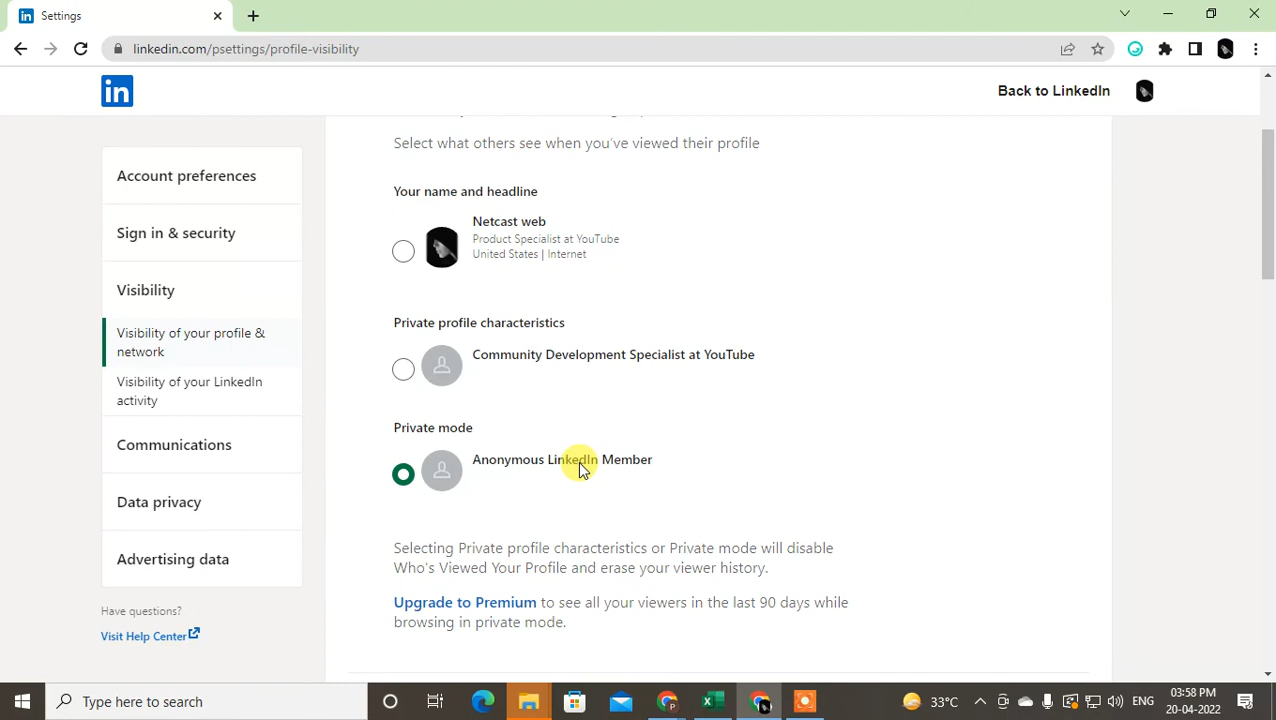 Settings
linkedin.com/psettings/profile-visibility
in
Back to LinkedIn
Account preferences
Sign in & security
Visibility
Visibility of your profile &
network
Visibility of your LinkedIn
activity
Communications
Data privacy
Advertising data
Have questions?
Visit Help Center
Select what others see when you've viewed their profile
Your name and headline
Netcast web
Product Specialist at YouTube
United States | Internet
Private profile characteristics
Community Development Specialist at YouTube
Private mode
Anonymous LinkedIn Member
Selecting Private profile characteristics or Private mode will disable
Who's Viewed Your Profile and erase your viewer history.
Upgrade to Premium to see all your viewers in the last 90 days while
browsing in private mode.
Type here to search
33°C
ENG
03:58 PM
20-04-2022